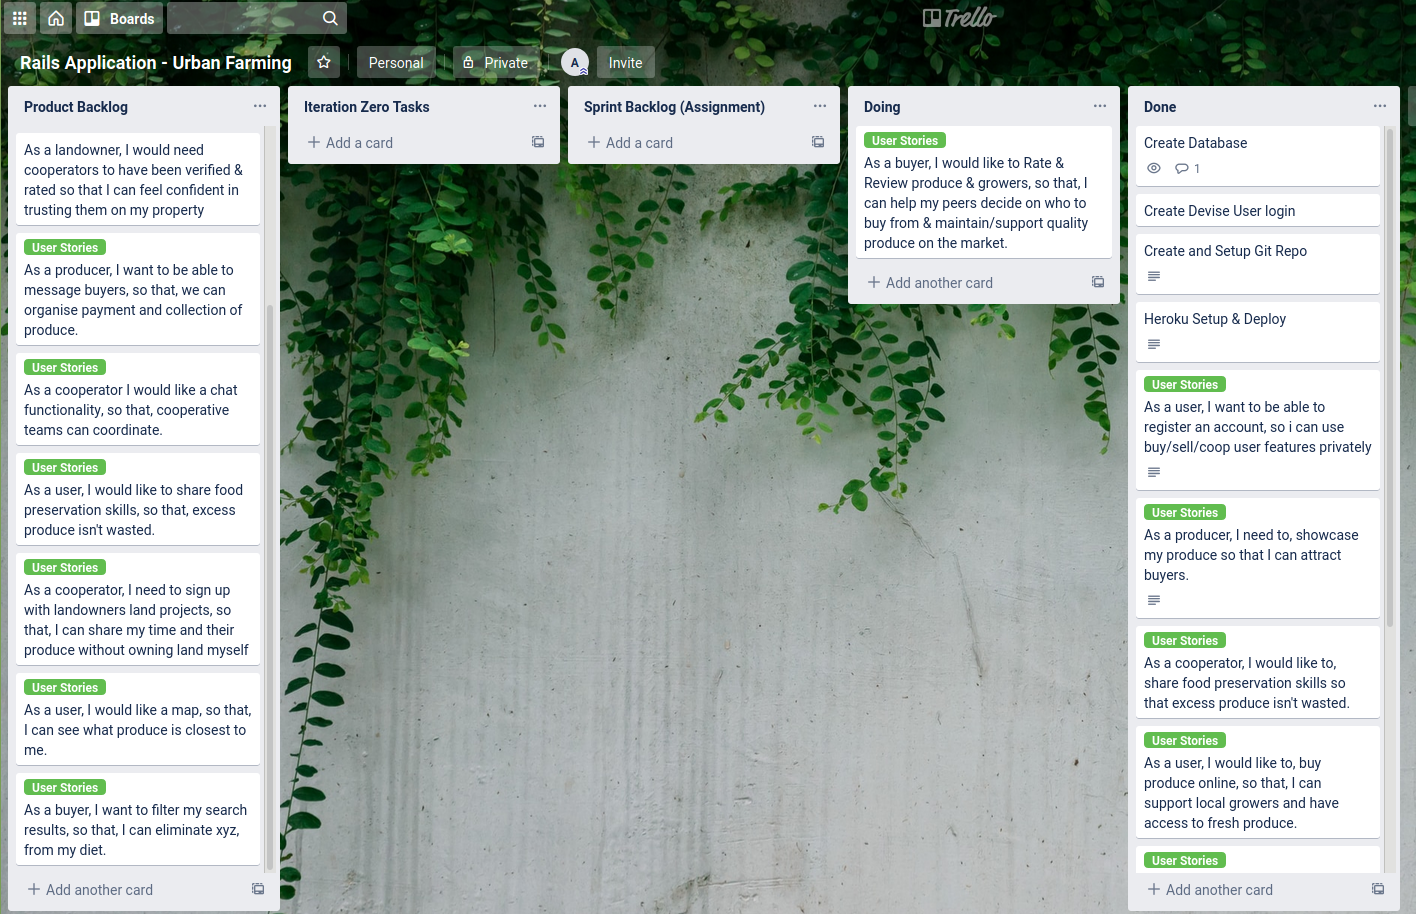 Boards
Trello
Rails Application - Urban Farming
Personal
Private
A
Invite
Product Backlog
As a landowner, I would need
cooperators to have been verified &
rated so that I can feel confident in
trusting them on my property
User Stories
As a producer, I want to be able to
message buyers, so that, we can
organise payment and collection of
produce.
User Stories
As a cooperator I would like a chat
functionality, so that, cooperative
teams can coordinate.
User Stories
As a user, I would like to share food
preservation skills, so that, excess
produce isn't wasted.
User Stories
As a cooperator, I need to sign up
with landowners land projects, so
that, I can share my time and their
produce without owning land myself
User Stories
As a user, I would like a map, so that,
I can see what produce is closest to
me.
User Stories
As a buyer, I want to filter my search
results, so that, I can eliminate xyz,
from my diet.
Add another card
Iteration Zero Tasks
Add a card
Sprint Backlog (Assignment)
Add a card
Doing
User Stories
As a buyer, I would like to Rate &
Review produce & growers, so that, I
can help my peers decide on who to
buy from & maintain/support quality
produce on the market.
Add another card
Done
Create Database
1
Create Devise User login
Create and Setup Git Repo
Heroku Setup & Deploy
User Stories
As a user, I want to be able to
register an account, so i can use
buy/sell/coop user features privately
User Stories
As a producer, I need to, showcase
my produce so that I can attract
buyers.
User Stories
As a cooperator, I would like to,
share food preservation skills so
that excess produce isn't wasted.
User Stories
As a user, I would like to, buy
produce online, so that, I can
support local growers and have
access to fresh produce.
User Stories
Add another card